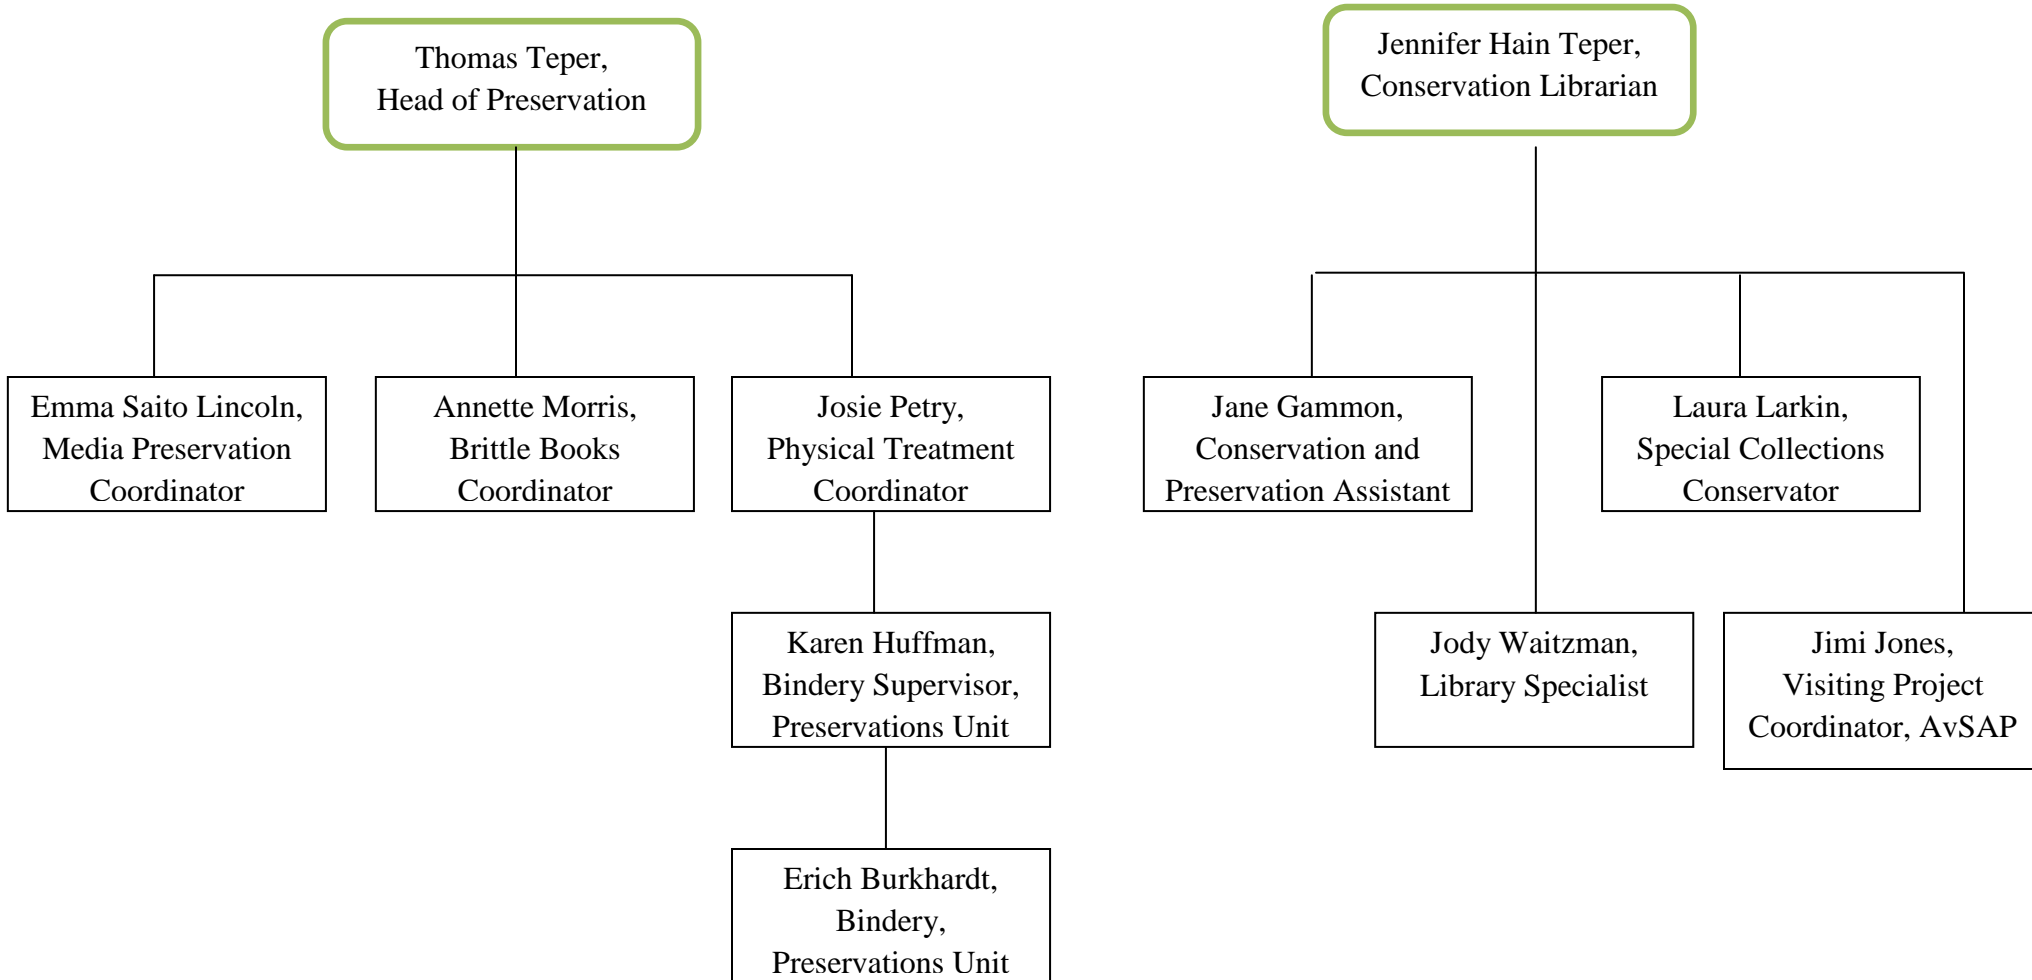 Thomas Teper,
Head of Preservation
Jennifer Hain Teper,
Conservation Librarian
Emma Saito Lincoln,
Media Preservation
Coordinator
Annette Morris,
Brittle Books
Coordinator
Josie Petry,
Physical Treatment
Coordinator
Jane Gammon,
Conservation and
Preservation Assistant
Laura Larkin,
Special Collections
Conservator
Karen Huffman,
Bindery Supervisor,
Preservations Unit
Jody Waitzman,
Library Specialist
Jimi Jones,
Visiting Project
Coordinator, AvSAP
Erich Burkhardt,
Bindery,
Preservations Unit